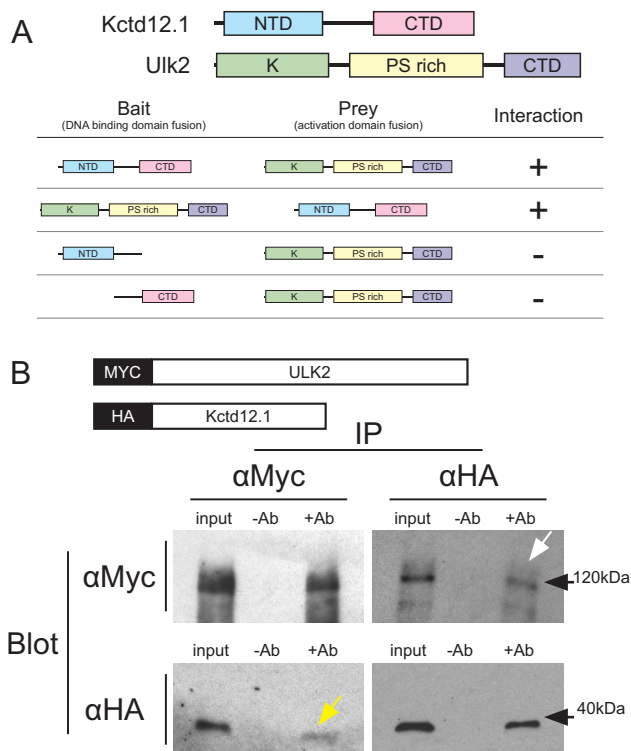 A
Kctd12.1 NTD CTD
Ulk2 K PS rich CTD
Bait Prey Interaction
(DNA binding domain fusion) (activation domain fusion)
NTD CTD K PS rich CTD +
K PS rich CTD NTD CTD +
NTD K PS rich CTD -
CTD K PS rich CTD -
B
MYC ULK2
HA Kctd12.1
IP
αMyc αHA
input -Ab +Ab input -Ab +Ab
αMyc 120kDa
Blot
input -Ab +Ab input -Ab +Ab
αHA 40kDa